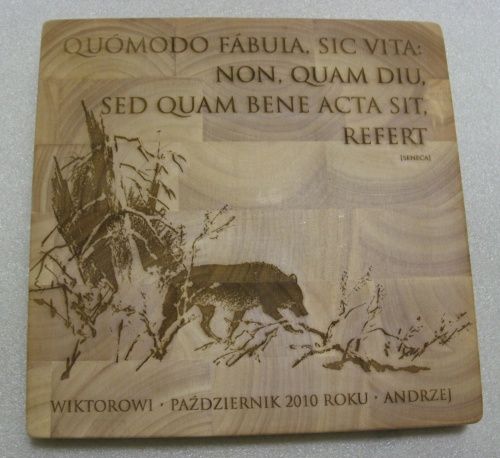 QUÓMODO FÁBULA, SIC VITA:
NON, QUAM DIU,
SED QUAM BENE ACTA SIT,
REFERT
[SENECA]
WIKTOROWI · PAŹDZIERNIK 2010 ROKU · ANDRZEJ